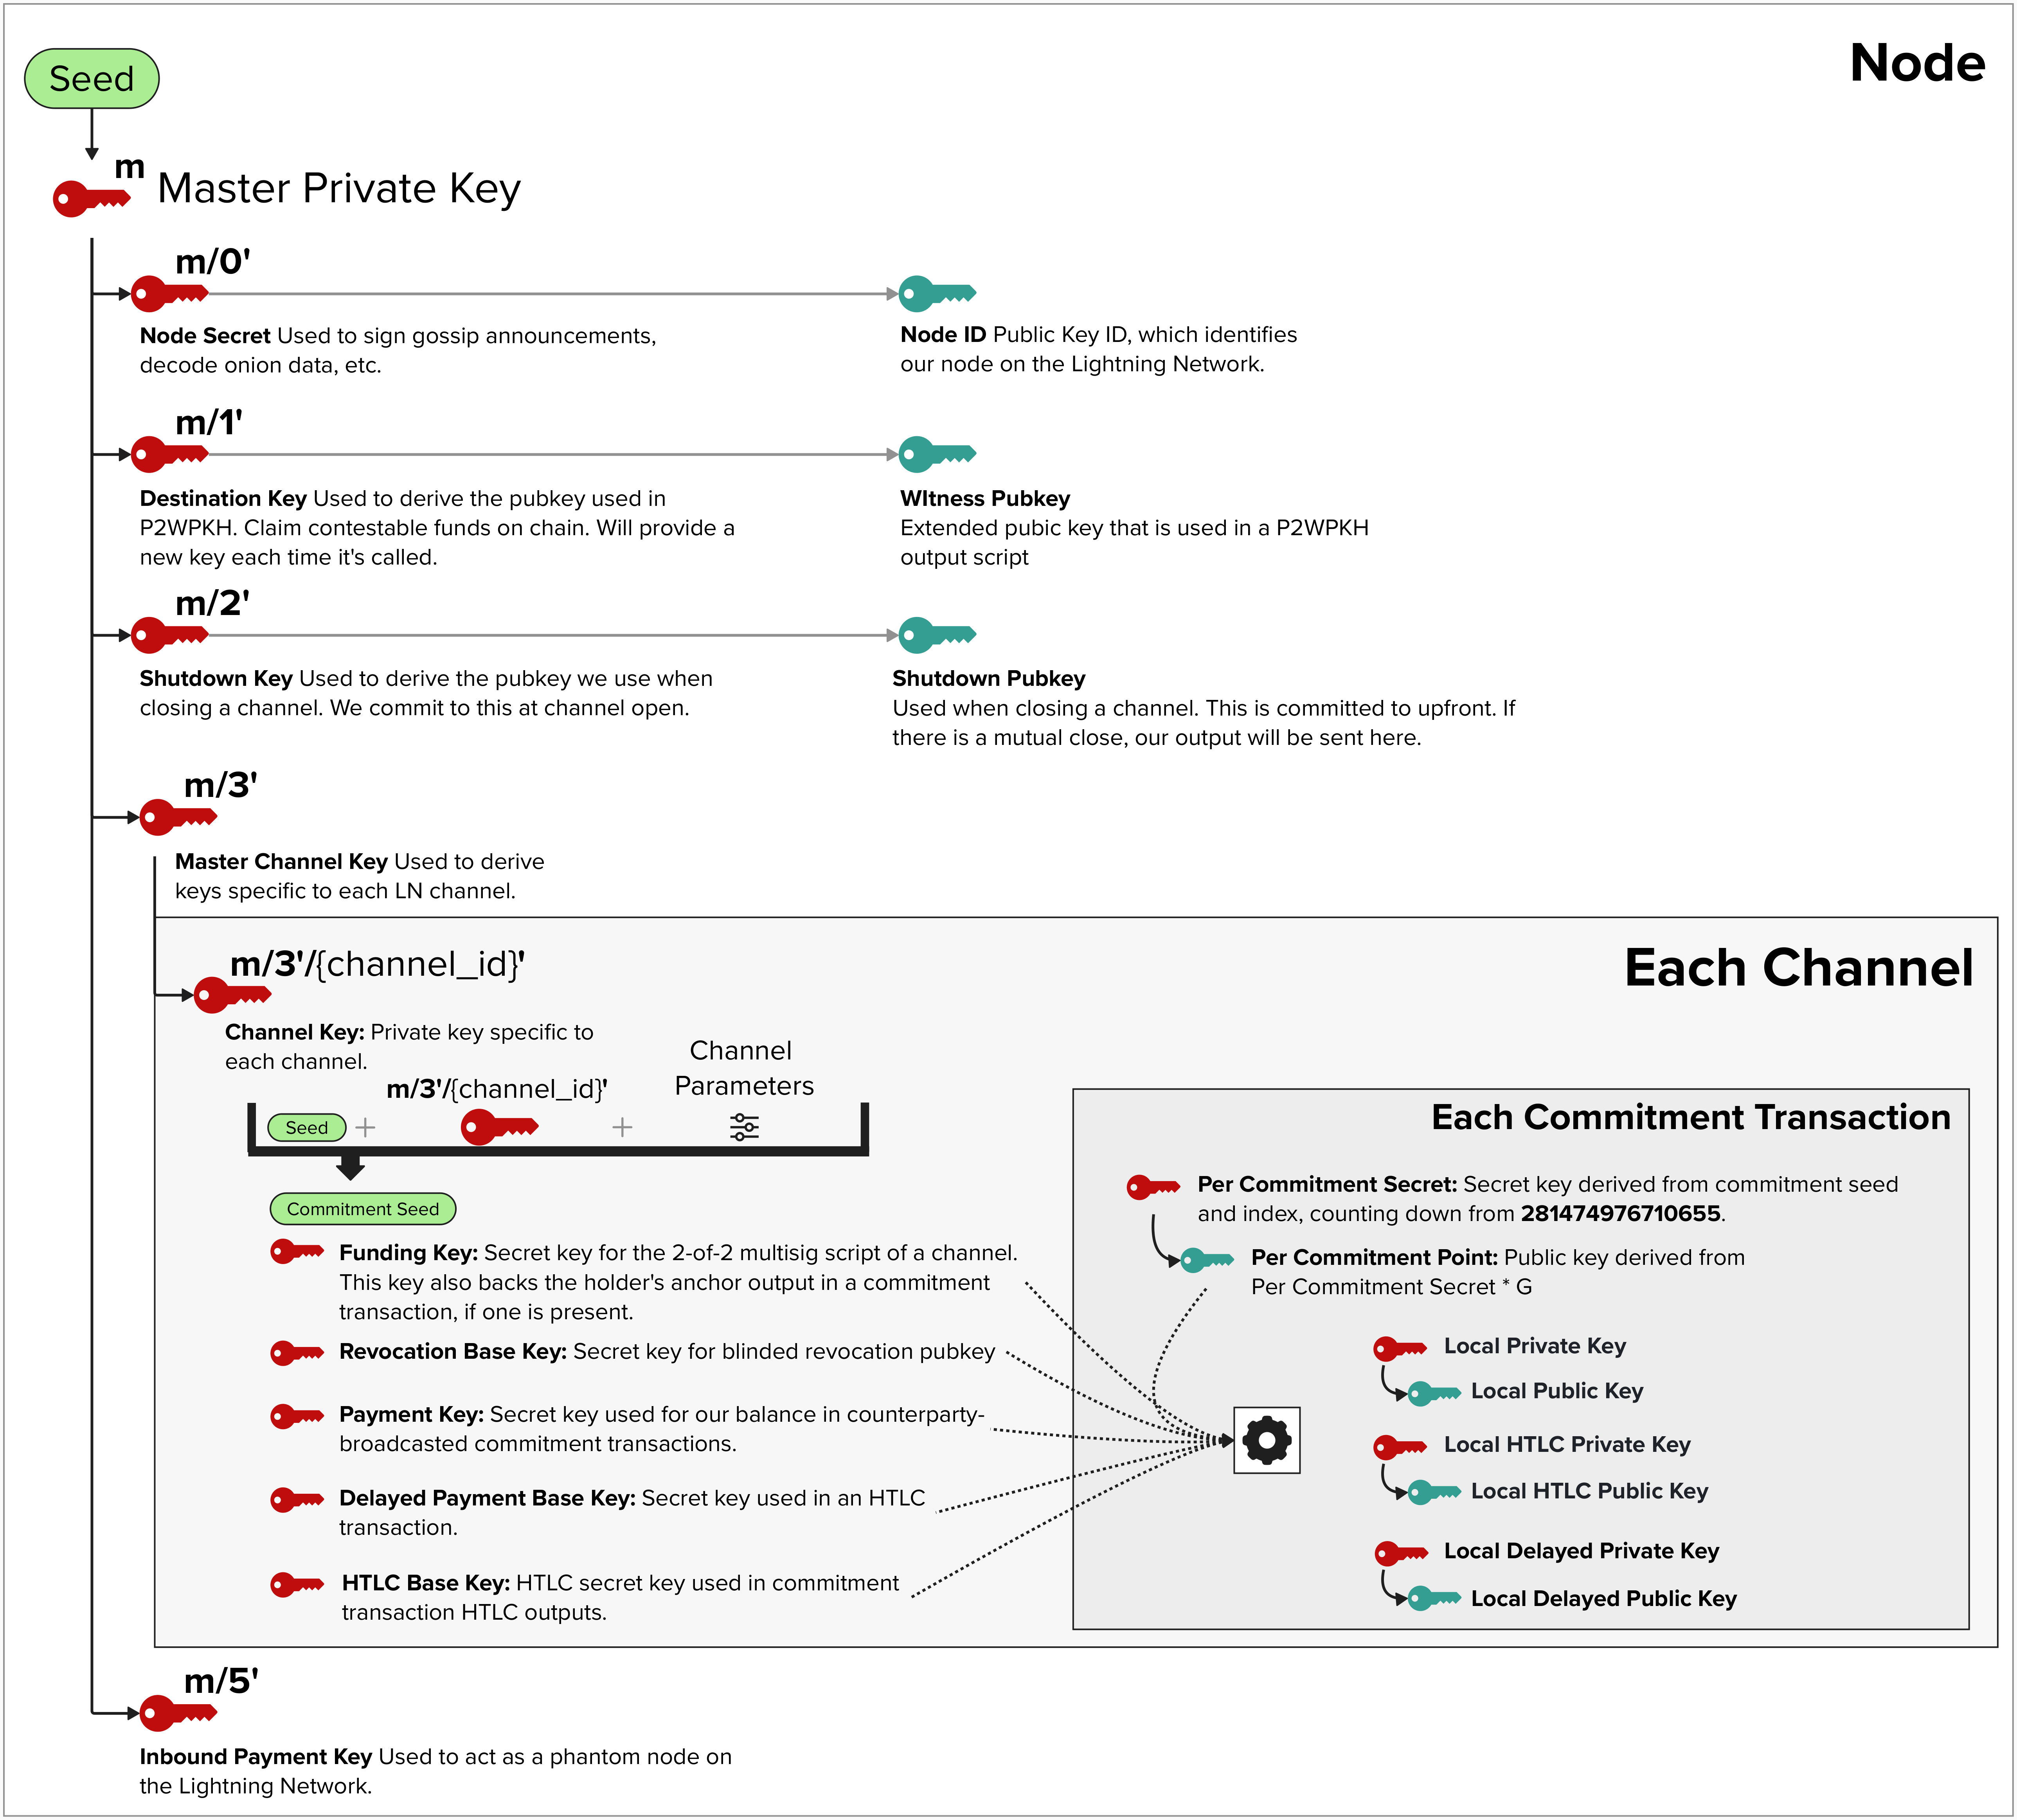 Node
Seed
m
Master Private Key
m/0'
Node Secret Used to sign gossip announcements,
decode onion data, etc.
Node ID Public Key ID, which identifies
our node on the Lightning Network.
m/1'
Destination Key Used to derive the pubkey used in
P2WPKH. Claim contestable funds on chain. Will provide a
new key each time it's called.
WItness Pubkey
Extended pubic key that is used in a P2WPKH
output script
m/2'
Shutdown Key Used to derive the pubkey we use when
closing a channel. We commit to this at channel open.
Shutdown Pubkey
Used when closing a channel. This is committed to upfront. If
there is a mutual close, our output will be sent here.
m/3'
Master Channel Key Used to derive
keys specific to each LN channel.
Each Channel
m/3'/{channel_id}'
Channel Key: Private key specific to
each channel.
m/3'/{channel_id}'
Channel
Parameters
Seed + +
Commitment Seed
Funding Key: Secret key for the 2-of-2 multisig script of a channel.
This key also backs the holder's anchor output in a commitment
transaction, if one is present.
Revocation Base Key: Secret key for blinded revocation pubkey
Payment Key: Secret key used for our balance in counterparty-
broadcasted commitment transactions.
Delayed Payment Base Key: Secret key used in an HTLC
transaction.
HTLC Base Key: HTLC secret key used in commitment
transaction HTLC outputs.
Each Commitment Transaction
Per Commitment Secret: Secret key derived from commitment seed
and index, counting down from 281474976710655.
Per Commitment Point: Public key derived from
Per Commitment Secret * G
Local Private Key
Local Public Key
Local HTLC Private Key
Local HTLC Public Key
Local Delayed Private Key
Local Delayed Public Key
m/5'
Inbound Payment Key Used to act as a phantom node on
the Lightning Network.